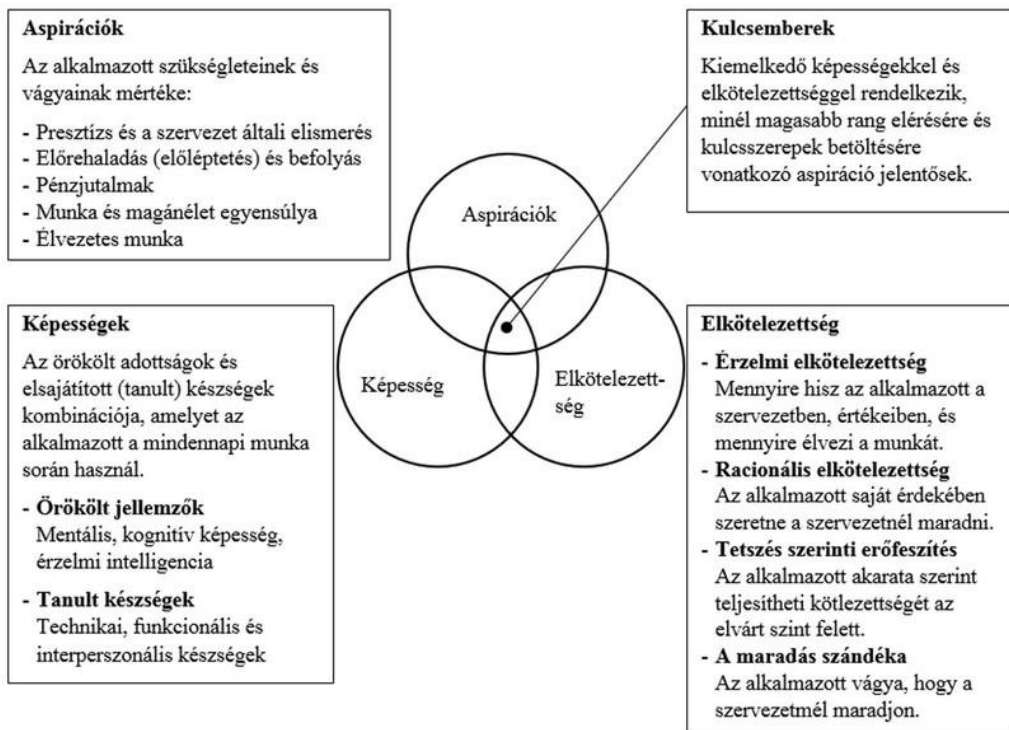 Aspirációk
Az alkalmazott szükségleteinek és
vágyainak mértéke:
- Presztízs és a szervezet általi elismerés
- Előrehaladás (előléptetés) és befolyás
- Pénzjutalmak
- Munka és magánélet egyensúlya
- Élvezetes munka
Kulcsemberek
Kiemelkedő képességekkel és
elkötelezettséggel rendelkezik,
minél magasabb rang elérésére és
kulcsszerepek betöltésére
vonatkozó aspiráció jelentősek.
Aspirációk
Képesség
Elkötelezett-
ség
Képességek
Az örökölt adottságok és
elsajátított (tanult) készségek
kombinációja, amelyet az
alkalmazott a mindennapi munka
során használ.
- Örökölt jellemzők
Mentális, kognitív képesség,
érzelmi intelligencia
- Tanult készségek
Technikai, funkcionális és
interperszonális készségek
Elkötelezettség
- Érzelmi elkötelezettség
Mennyire hisz az alkalmazott a
szervezetben, értékeiben, és
mennyire élvezi a munkát.
- Racionális elkötelezettség
Az alkalmazott saját érdekében
szeretne a szervezetnél maradni.
- Tetszés szerinti erőfeszítés
Az alkalmazott akarata szerint
teljesítheti kötlezettségét az
elvárt szint felett.
- A maradás szándéka
Az alkalmazott vágya, hogy a
szervezetmél maradjon.